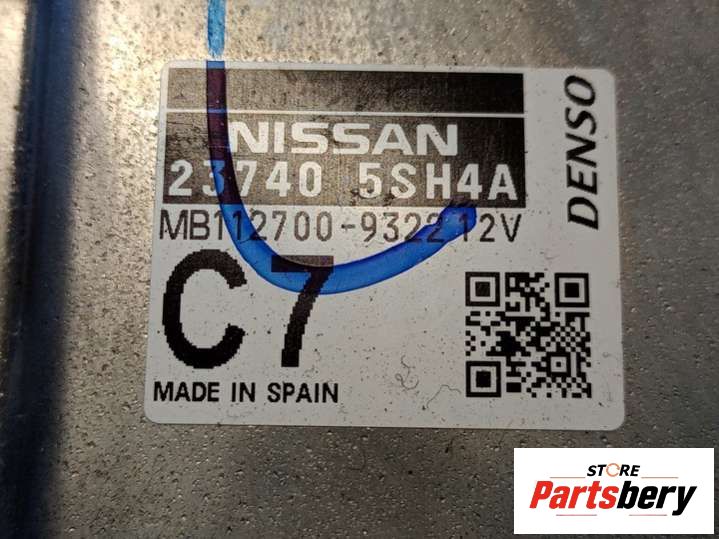 NISSAN
23740 5SH4A
MB112700-9322 12V
C7
MADE IN SPAIN
DENSO
STORE
Partsbery